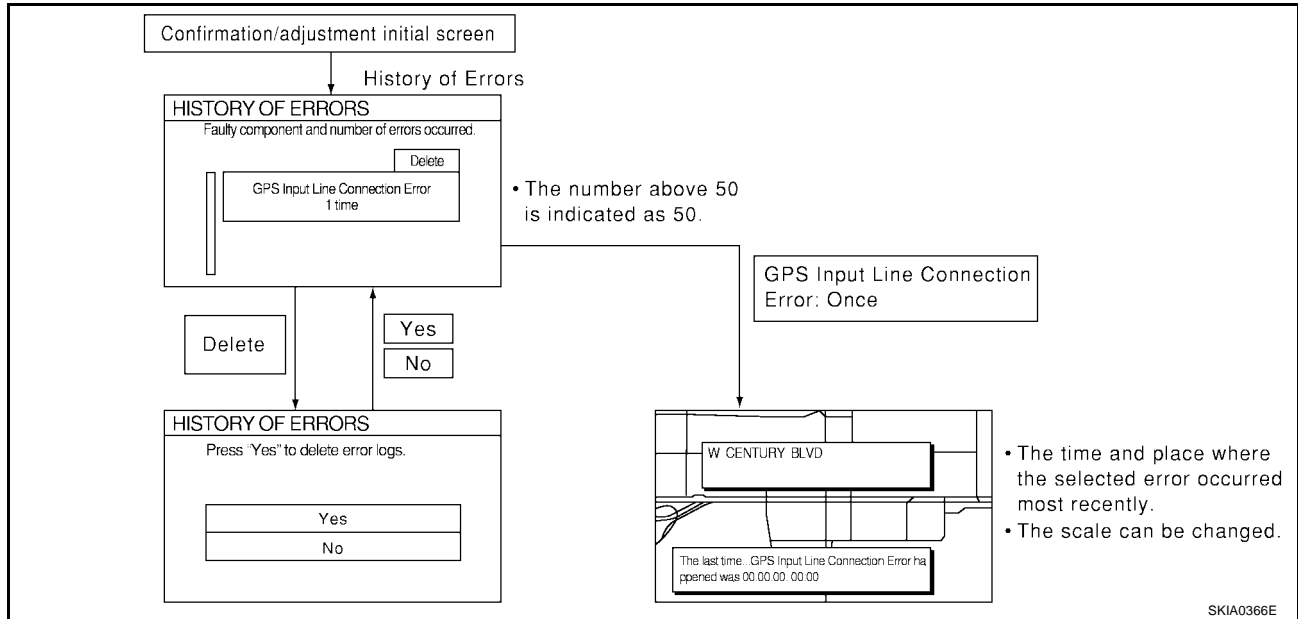 Confirmation/adjustment initial screen
History of Errors
HISTORY OF ERRORS
Faulty component and number of errors occurred.
Delete
GPS Input Line Connection Error
1 time
• The number above 50
is indicated as 50.
GPS Input Line Connection
Error: Once
Delete
Yes
No
HISTORY OF ERRORS
Press "Yes" to delete error logs.
Yes
No
W CENTURY BLVD
The last time...GPS Input Line Connection Error ha
ppened was 00.00.00. 00:00
• The time and place where
the selected error occurred
most recently.
• The scale can be changed.
SKIA0366E